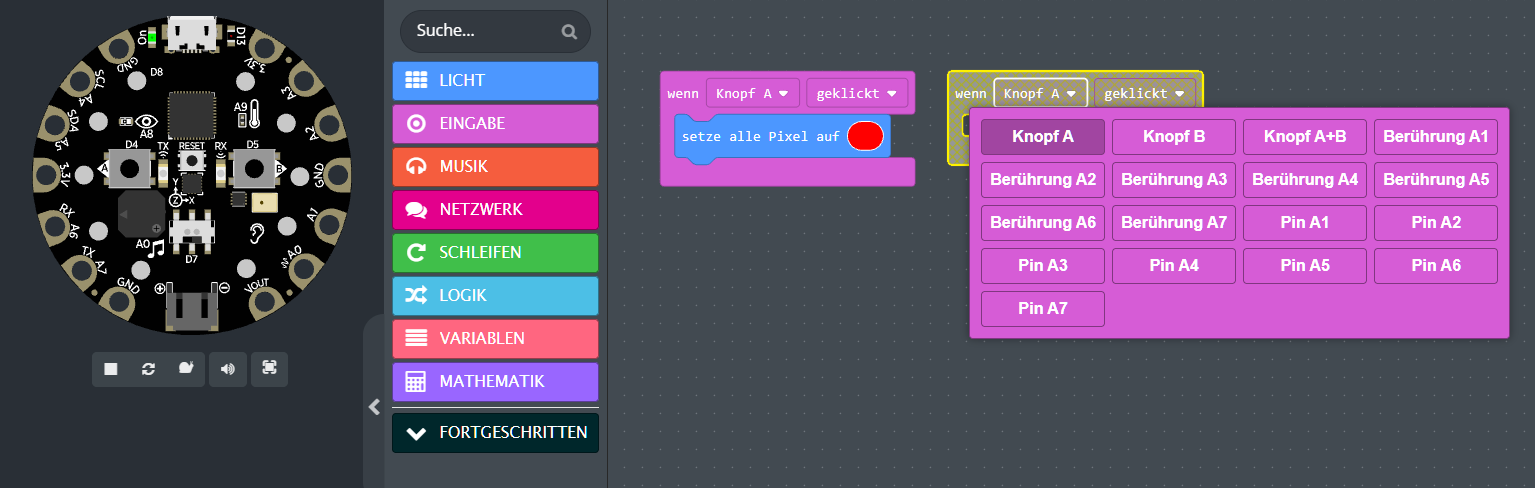 UO
D13
GND
D8
3.3V
SCL
A4
A3
A9
SDA
A5
A8
A2
D4
TX
RESET
RX
D5
3.3V
A
B
GND
Y
Z
X
RX
A6
A1
A0
TX
A7
D7
A0
GND
VOUT
Suche...
LICHT
EINGABE
MUSIK
NETZWERK
SCHLEIFEN
LOGIK
VARIABLEN
MATHEMATIK
FORTGESCHRITTEN
wenn Knopf A geklickt
setze alle Pixel auf
wenn Knopf A geklickt
Knopf A Knopf B Knopf A+B Berührung A1
Berührung A2 Berührung A3 Berührung A4 Berührung A5
Berührung A6 Berührung A7 Pin A1 Pin A2
Pin A3 Pin A4 Pin A5 Pin A6
Pin A7